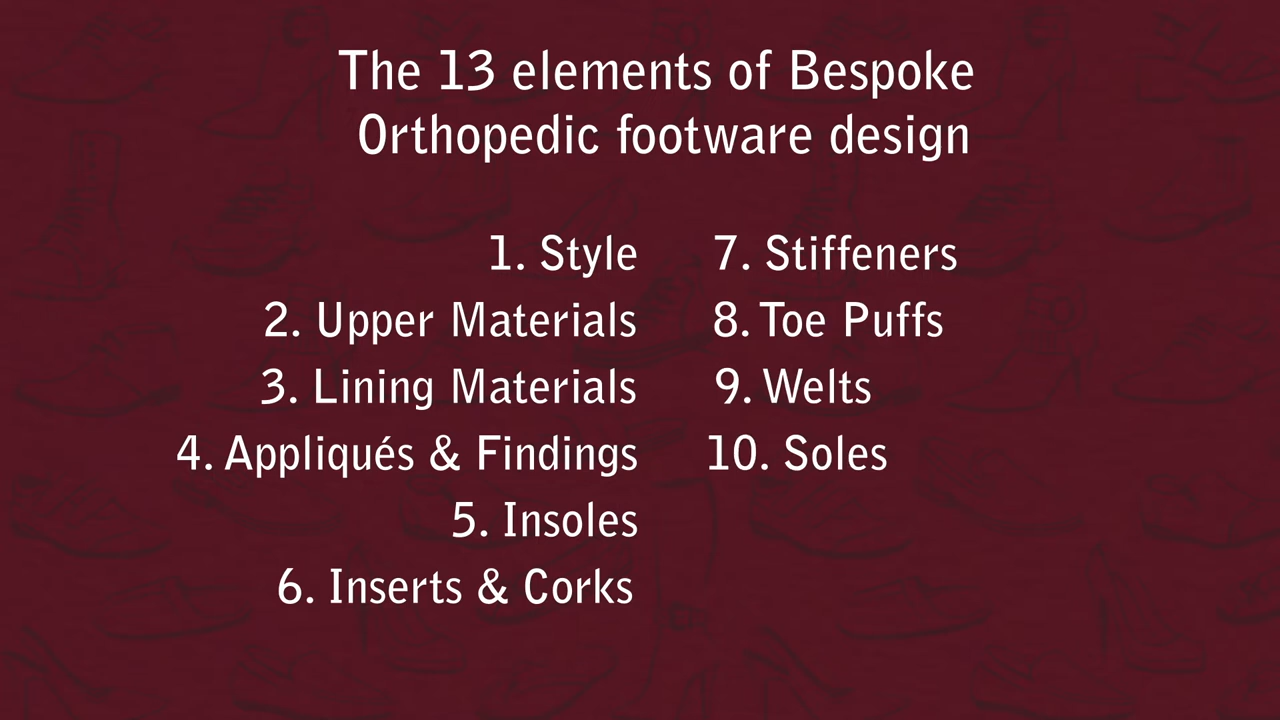 The 13 elements of Bespoke
Orthopedic footware design
1. Style
2. Upper Materials
3. Lining Materials
4. Appliqués & Findings
5. Insoles
6. Inserts & Corks
7. Stiffeners
8. Toe Puffs
9. Welts
10. Soles